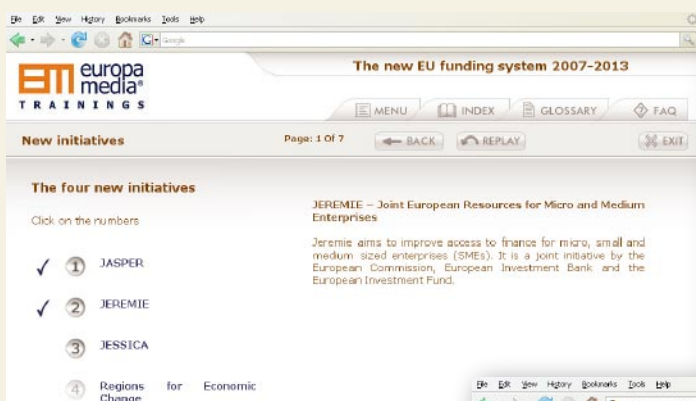 File Edit View History Bookmarks Tools Help
Google
EM europa
media®
TRAININGS
The new EU funding system 2007-2013
MENU INDEX GLOSSARY FAQ
New initiatives Page: 1 Of 7 BACK REPLAY EXIT
The four new initiatives
Click on the numbers
1 JASPER
2 JEREMIE
3 JESSICA
4 Regions for Economic
Change
JEREMIE – Joint European Resources for Micro and Medium
Enterprises
Jeremie aims to improve access to finance for micro, small and
medium sized enterprises (SMEs). It is a joint initiative by the
European Commission, European Investment Bank and the
European Investment Fund.
File Edit View History Bookmarks Tools Help